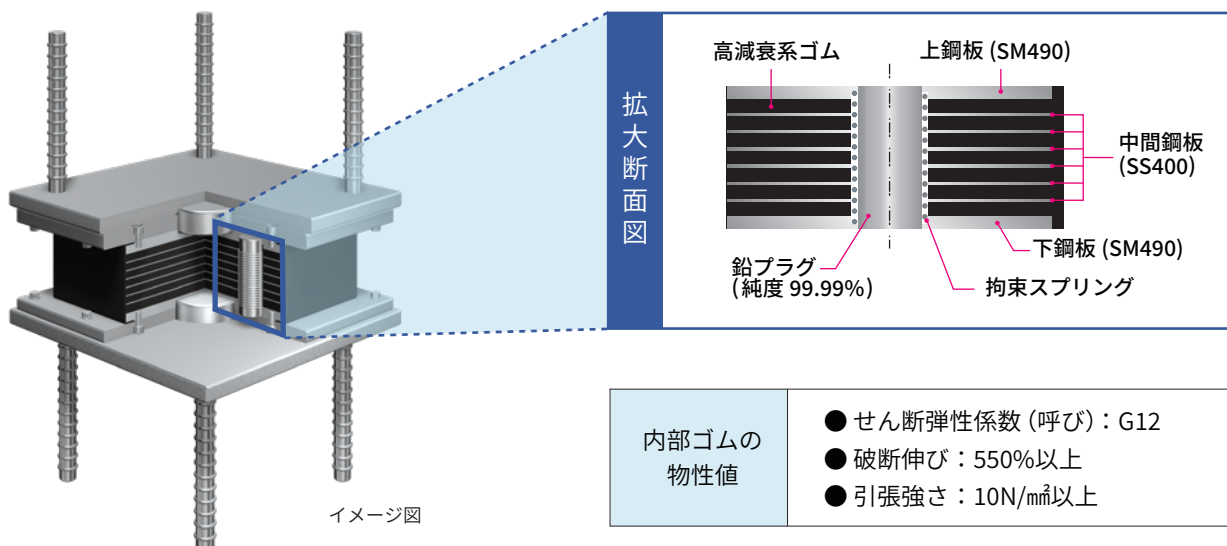 イメージ図
拡大断面図
高減衰系ゴム
上鋼板 (SM490)
中間鋼板
(SS400)
下鋼板 (SM490)
鉛プラグ
(純度 99.99%)
拘束スプリング
内部ゴムの
物性値
● せん断弾性係数 (呼び)：G12
● 破断伸び：550%以上
● 引張強さ：10N/㎟以上